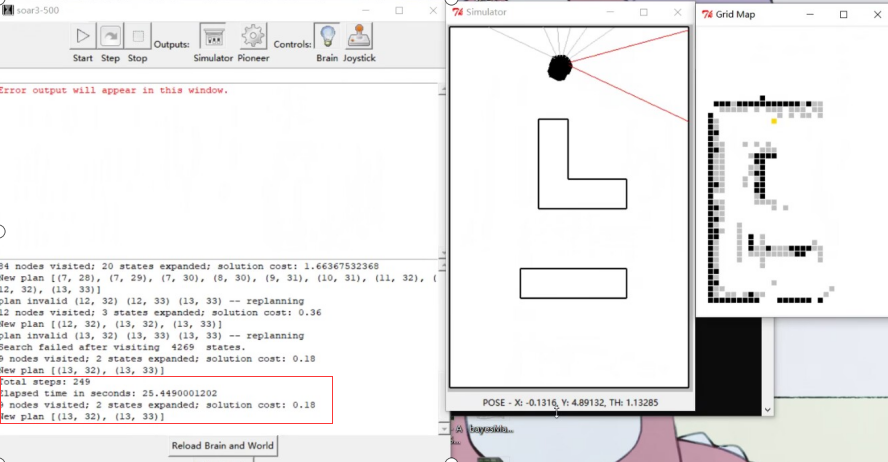 soar3-500
Outputs:
Controls:
Start Step Stop Simulator Pioneer Brain Joystick
Error output will appear in this window.
84 nodes visited; 20 states expanded; solution cost: 1.66367532368
New plan [(7, 28), (7, 29), (7, 30), (8, 30), (9, 31), (10, 31), (11, 32), (
12, 32), (13, 33)]
plan invalid (12, 32) (12, 33) (13, 33) -- replanning
12 nodes visited; 3 states expanded; solution cost: 0.36
New plan [(12, 32), (13, 32), (13, 33)]
plan invalid (13, 32) (13, 33) (13, 33) -- replanning
Search failed after visiting 4269 states.
9 nodes visited; 2 states expanded; solution cost: 0.18
New plan [(13, 32), (13, 33)]
Total steps: 249
Elapsed time in seconds: 25.4490001202
9 nodes visited; 2 states expanded; solution cost: 0.18
New plan [(13, 32), (13, 33)]
Reload Brain and World
Simulator
POSE - X: -0.1316, Y: 4.89132, TH: 1.13285
Grid Map
A bayesMu...